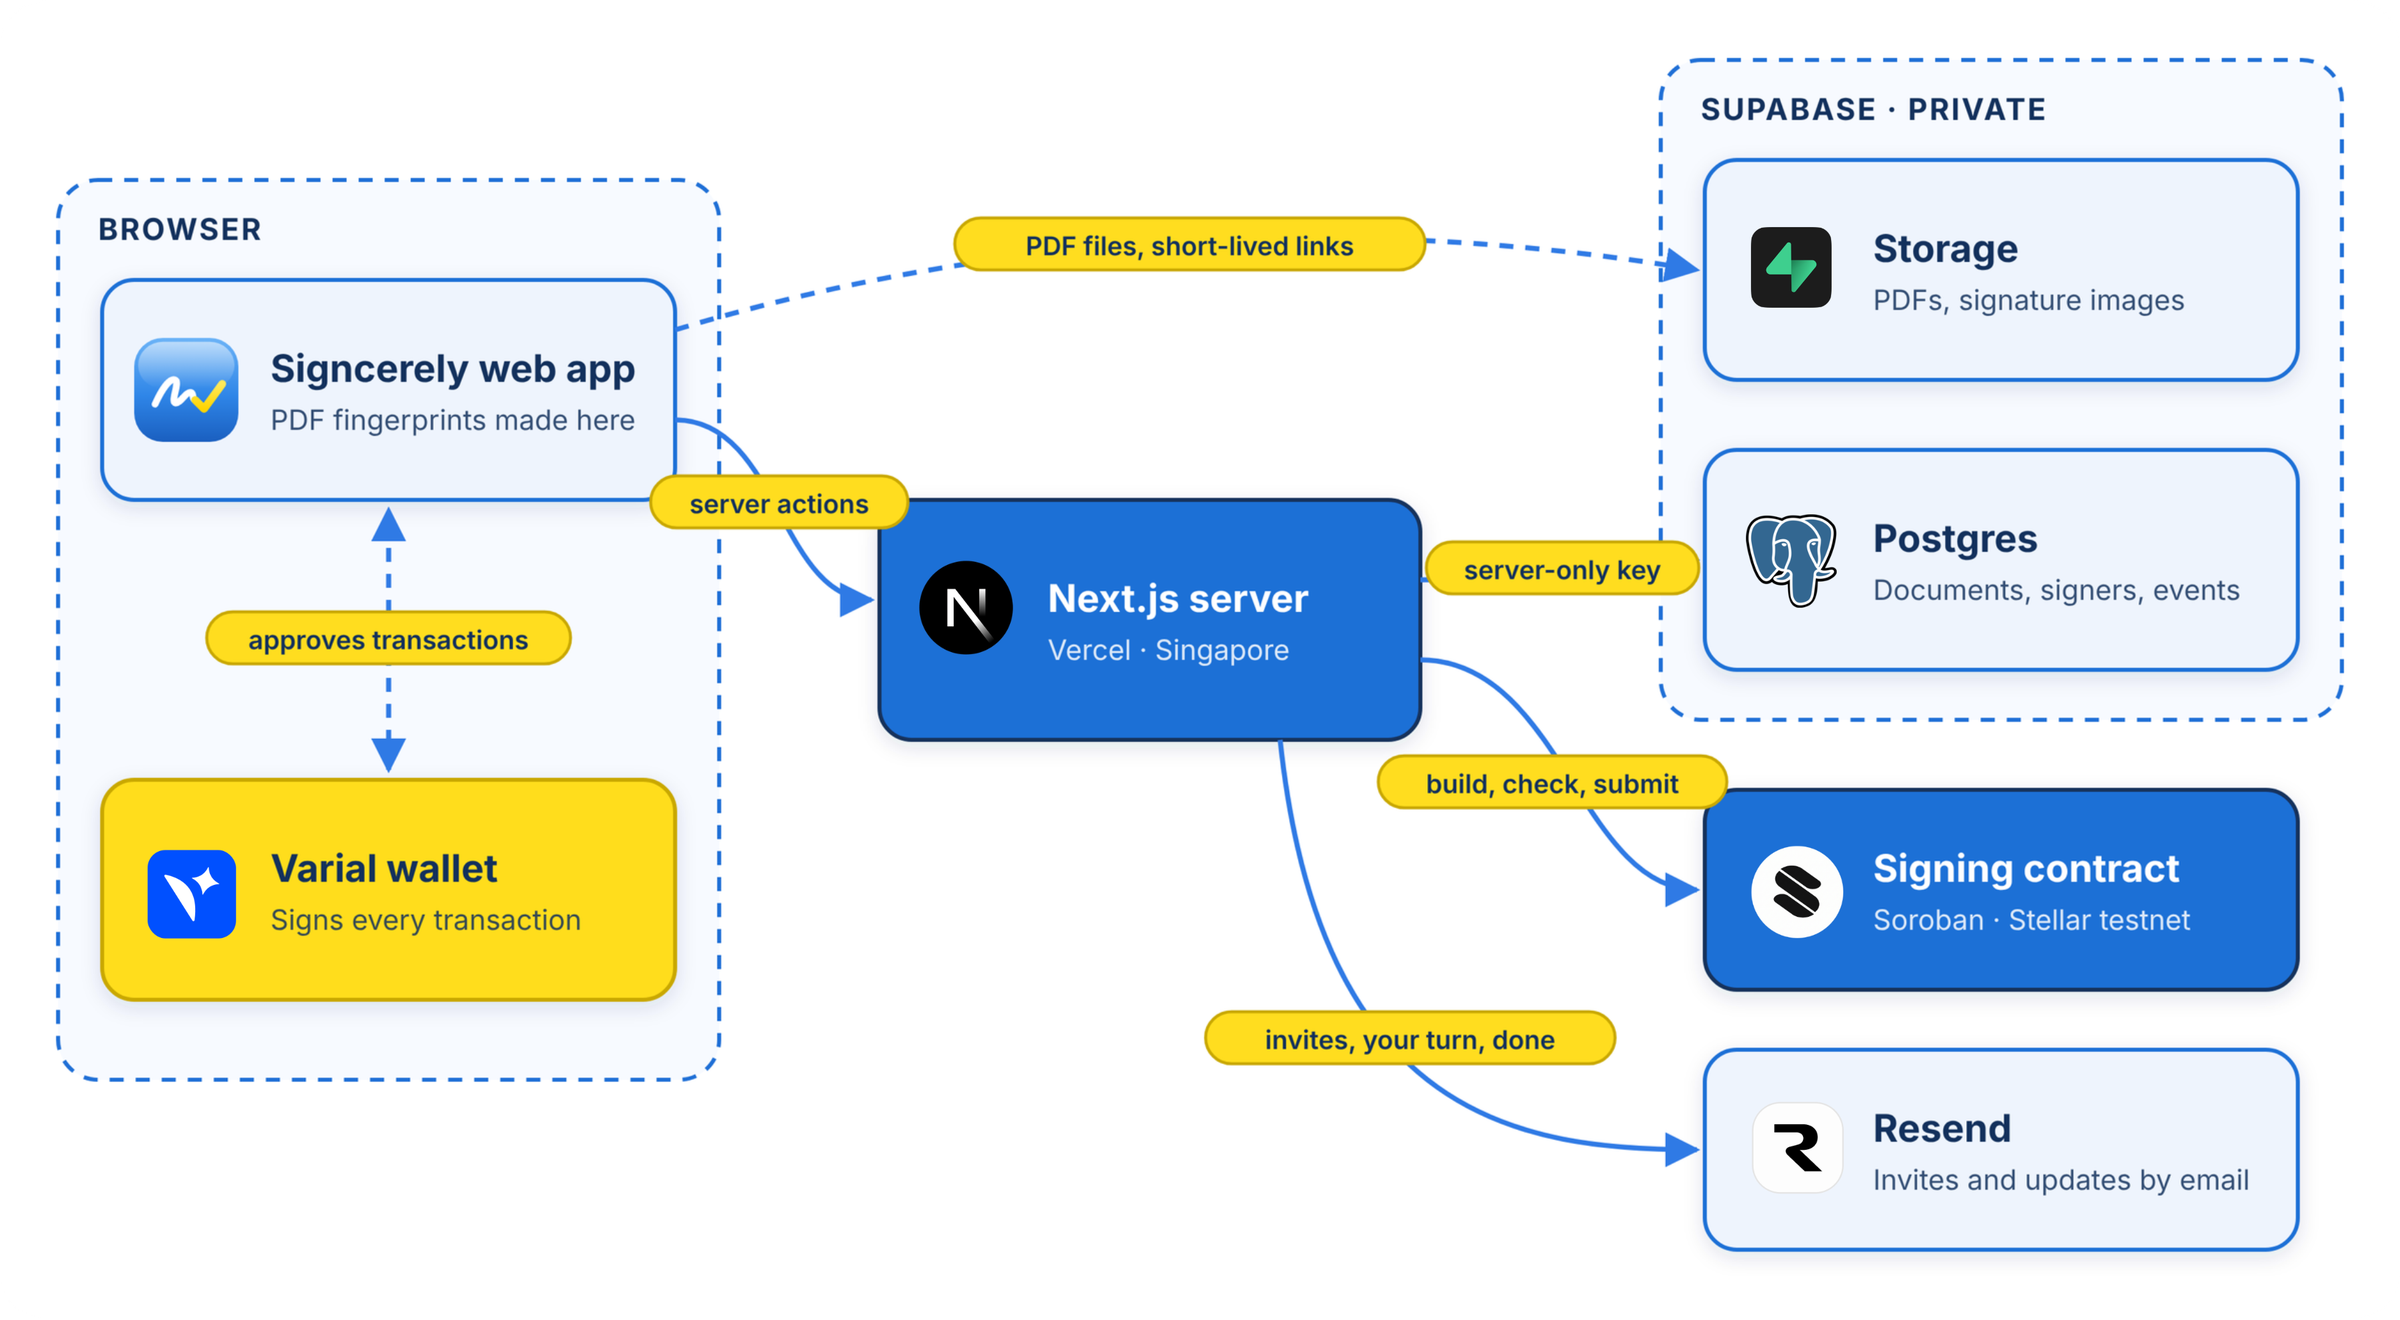 BROWSER
Signcerely web app
PDF fingerprints made here
approves transactions
Varial wallet
Signs every transaction
PDF files, short-lived links
server actions
Next.js server
Vercel · Singapore
server-only key
build, check, submit
invites, your turn, done
SUPABASE · PRIVATE
Storage
PDFs, signature images
Postgres
Documents, signers, events
Signing contract
Soroban · Stellar testnet
Resend
Invites and updates by email